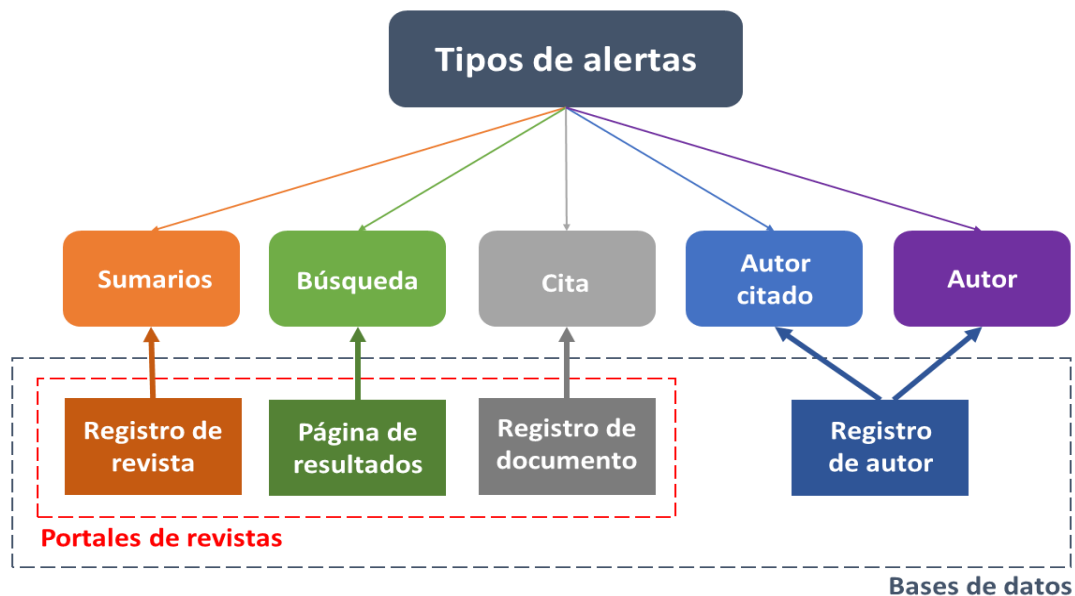 Tipos de alertas
Sumarios
Búsqueda
Cita
Autor
citado
Autor
Registro de
revista
Página de
resultados
Registro de
documento
Registro
de autor
Portales de revistas
Bases de datos